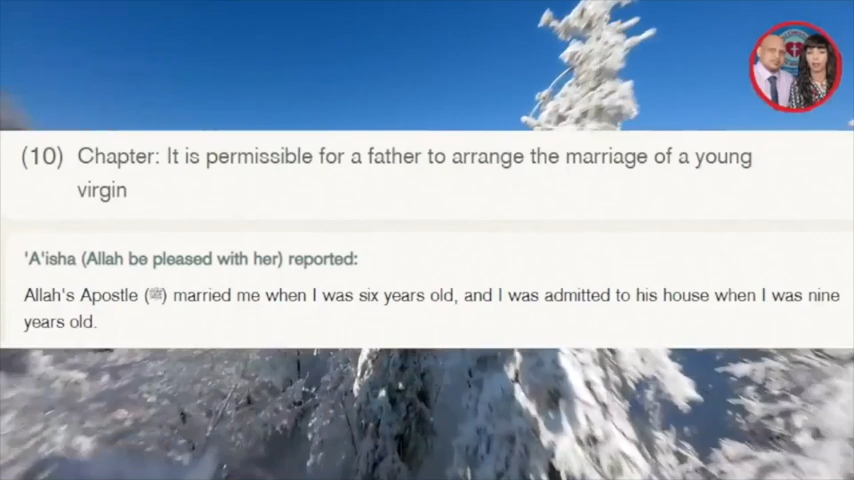 (10) Chapter: It is permissible for a father to arrange the marriage of a young
virgin
'A'isha (Allah be pleased with her) reported:
Allah's Apostle (ﷺ) married me when I was six years old, and I was admitted to his house when I was nine
years old.